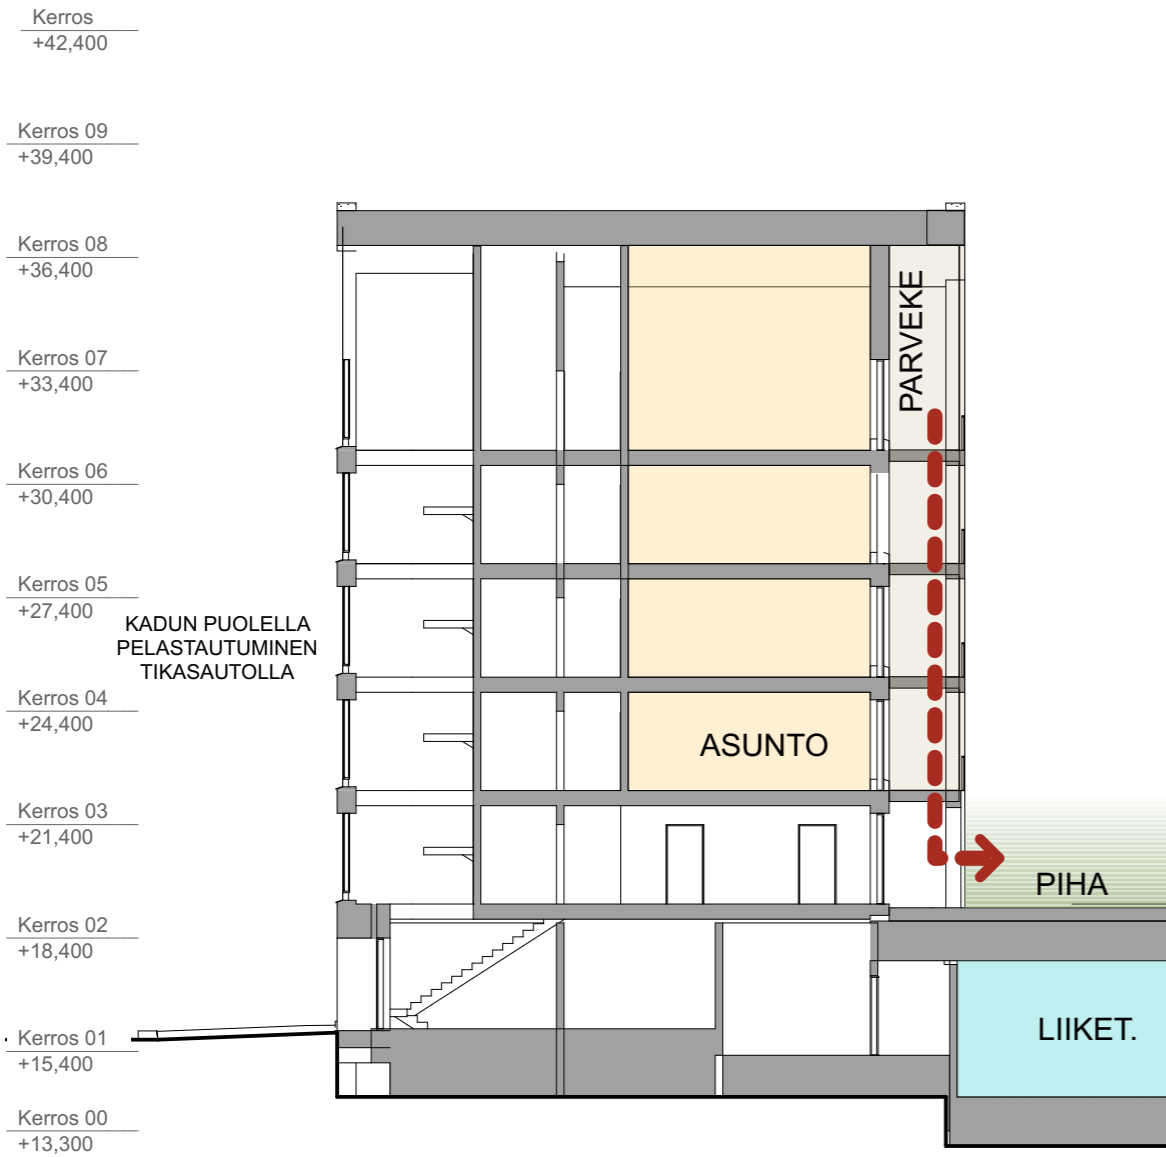 Kerros
+42,400
Kerros 09
+39,400
Kerros 08
+36,400
PARVEKE
Kerros 07
+33,400
Kerros 06
+30,400
Kerros 05
+27,400
KADUN PUOLELLA
PELASTAUTUMINEN
TIKASAUTOLLA
Kerros 04
+24,400
ASUNTO
Kerros 03
+21,400
PIHA
Kerros 02
+18,400
Kerros 01
+15,400
LIIKET.
Kerros 00
+13,300